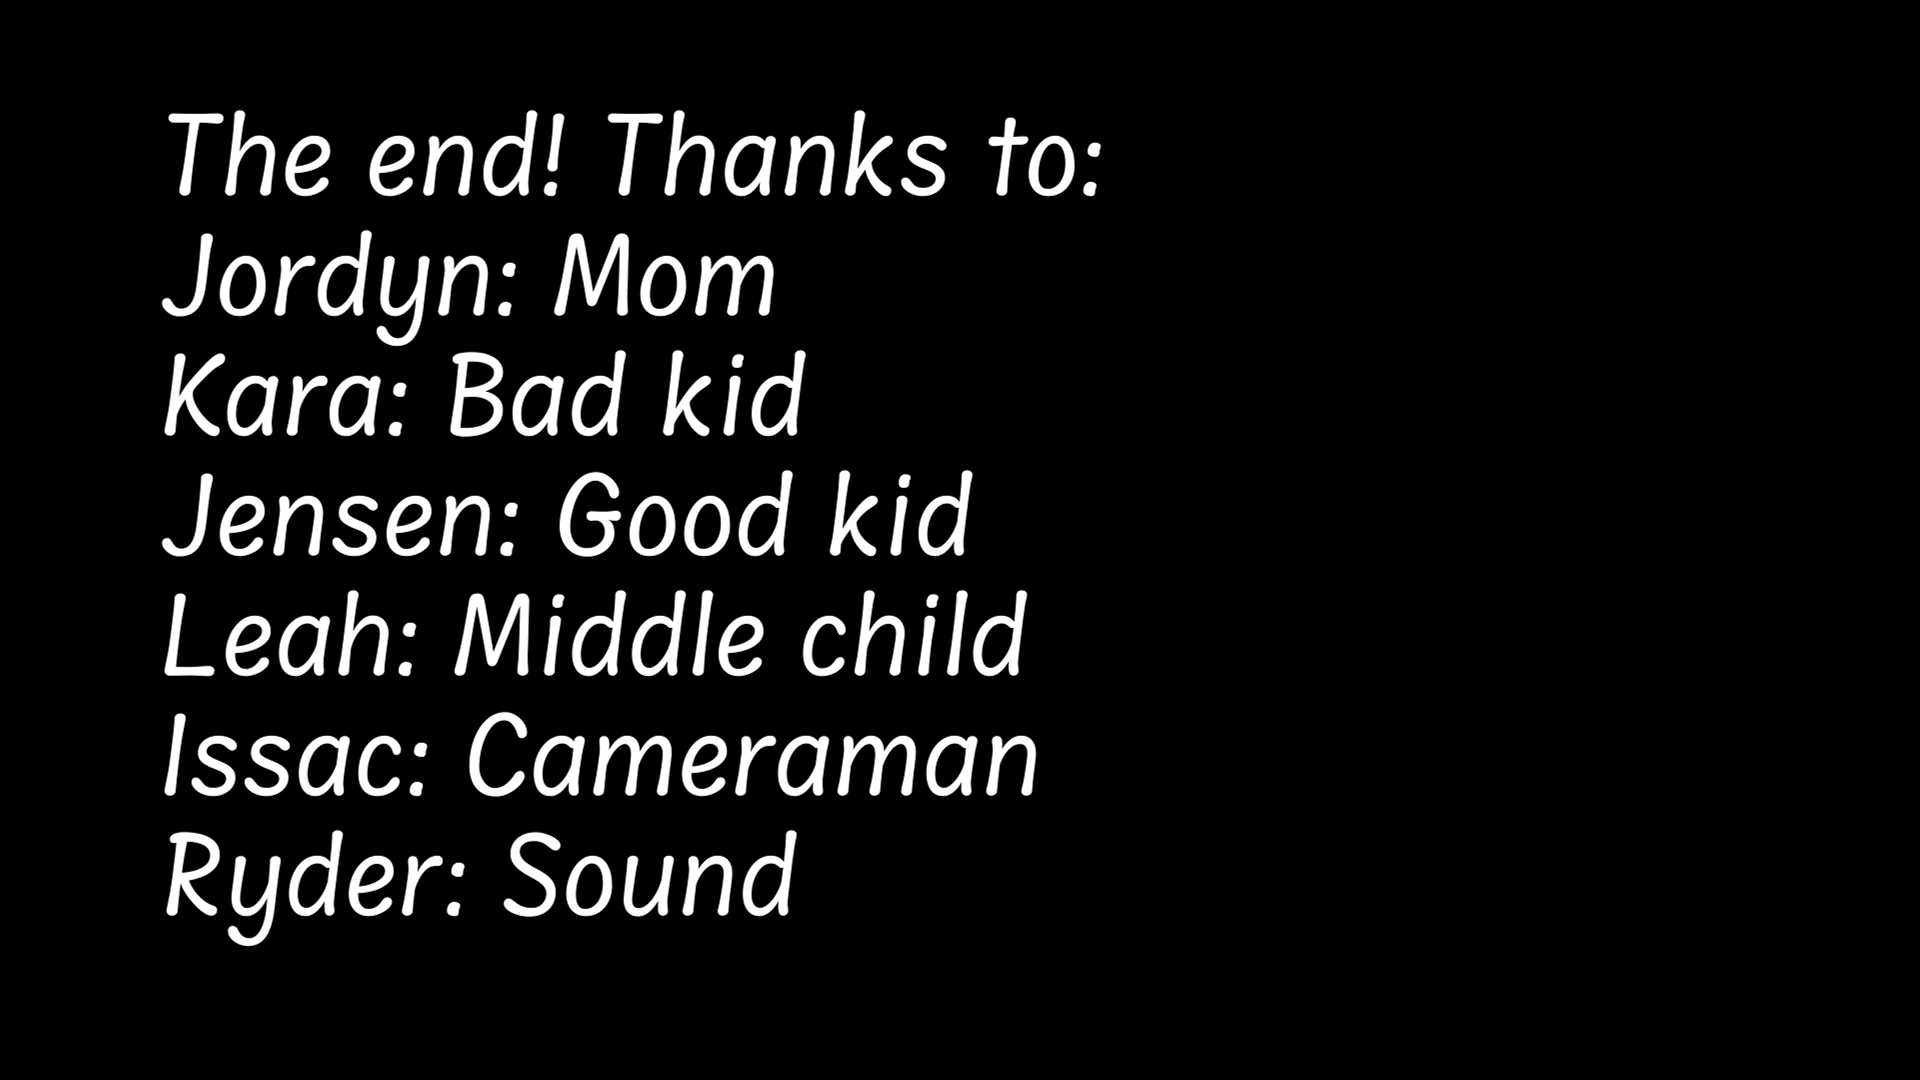 The end! Thanks to:
Jordyn: Mom
Kara: Bad kid
Jensen: Good kid
Leah: Middle child
Issac: Cameraman
Ryder: Sound